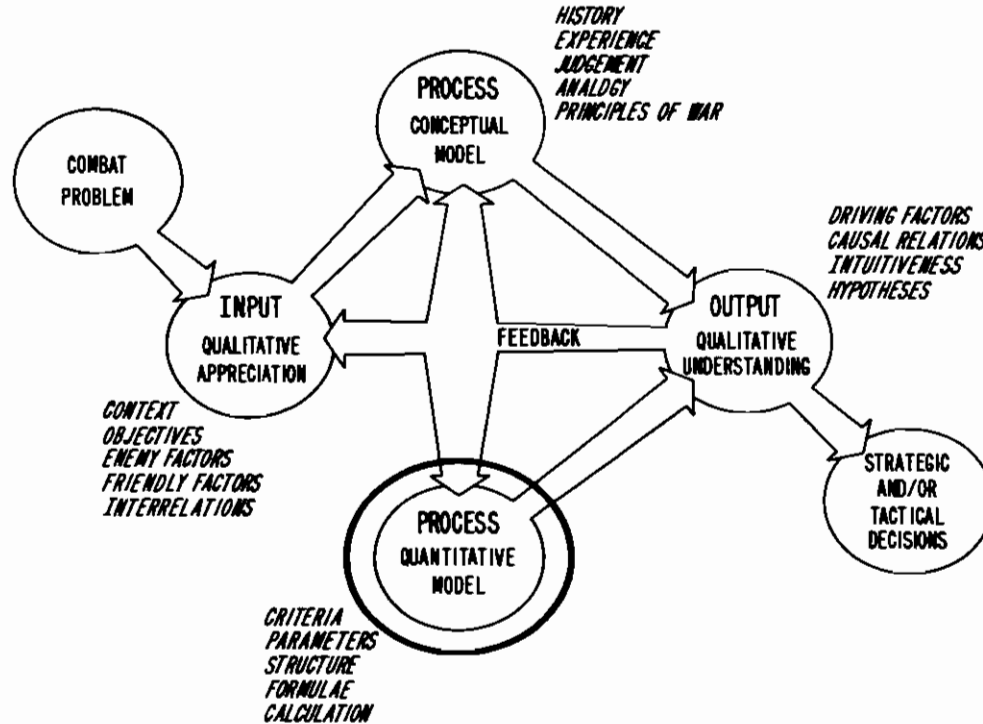 HISTORY
EXPERIENCE
JUDGEMENT
ANALOGY
PRINCIPLES OF WAR
PROCESS
CONCEPTUAL
MODEL
COMBAT
PROBLEM
DRIVING FACTORS
CAUSAL RELATIONS
INTUITIVENESS
HYPOTHESES
INPUT
QUALITATIVE
APPRECIATION
FEEDBACK
OUTPUT
QUALITATIVE
UNDERSTANDING
CONTEXT
OBJECTIVES
ENEMY FACTORS
FRIENDLY FACTORS
INTERRELATIONS
STRATEGIC
AND/OR
TACTICAL
DECISIONS
PROCESS
QUANTITATIVE
MODEL
CRITERIA
PARAMETERS
STRUCTURE
FORMULAE
CALCULATION